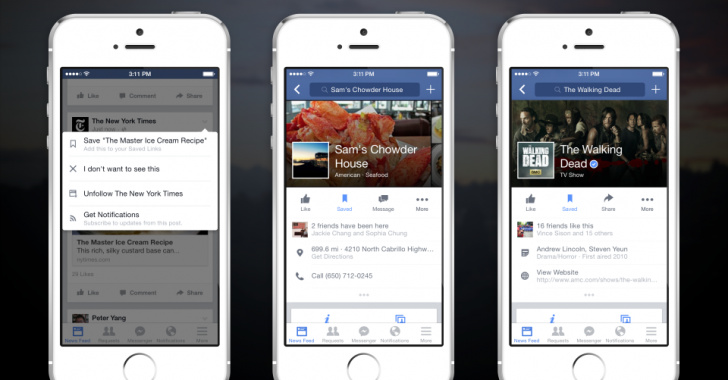 3:11 PM
Like
Comment
Share
The New York Times
Save "The Master Ice Cream Recipe"
Add this to your Saved Links
I don't want to see this
Unfollow The New York Times
Get Notifications
Subscribe to updates from this post.
The Master Ice Cream Recipe
This rich, silky custard base can...
nytimes.com
29 Likes
Like
Comment
Share
Peter Yang
News Feed
Requests
Messenger
Notifications
More
3:11 PM
Sam's Chowder House
Sam's Chowder
House
American · Seafood
Like
Saved
Message
More
2 friends have been here
Jackie Chang and Sophia Chung
699.6 mi · 4210 North Cabrillo Highw...
Get Directions
Call (650) 712-0245
News Feed
Requests
Messenger
Notifications
More
3:11 PM
The Walking Dead
THE WALKING
DEAD
amc
The Walking
Dead
TV Show
Like
Saved
Share
More
16 friends like this
Vince Sison and 15 others
Andrew Lincoln, Steven Yeun
Drama/Horror · First aired 2010
View Website
http://www.amc.com/shows/the-walkin...
News Feed
Requests
Messenger
Notifications
More